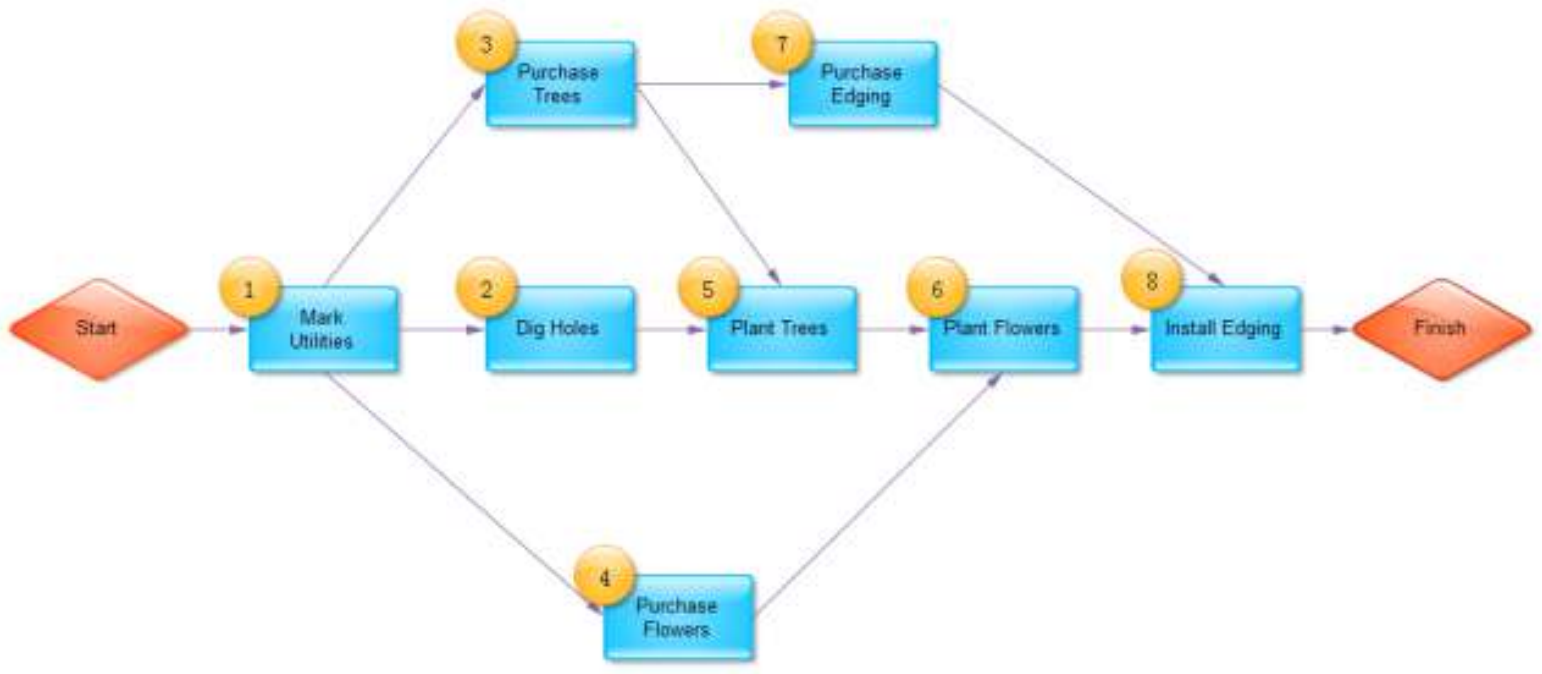 3
Purchase
Trees
7
Purchase
Edging
Start
1
Mark
Utilities
2
Dig Holes
5
Plant Trees
6
Plant Flowers
8
Install Edging
Finish
4
Purchase
Flowers